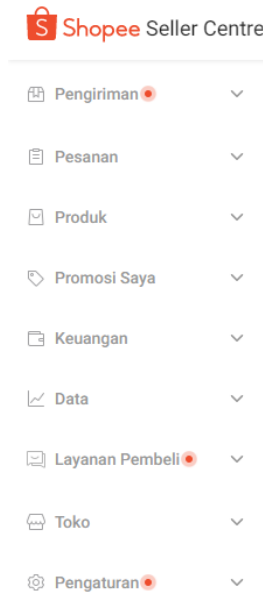 Shopee Seller Centre
Pengiriman
Pesanan
Produk
Promosi Saya
Keuangan
Data
Layanan Pembeli
Toko
Pengaturan